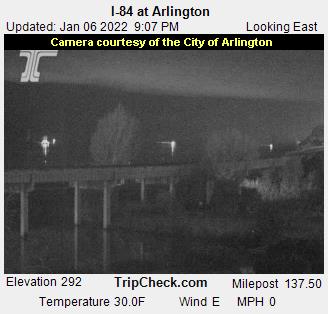 I-84 at Arlington
Updated: Jan 06 2022 9:07 PM Looking East
Camera courtesy of the City of Arlington
Elevation 292 TripCheck.com Milepost 137.50
Temperature 30.0F Wind E MPH 0